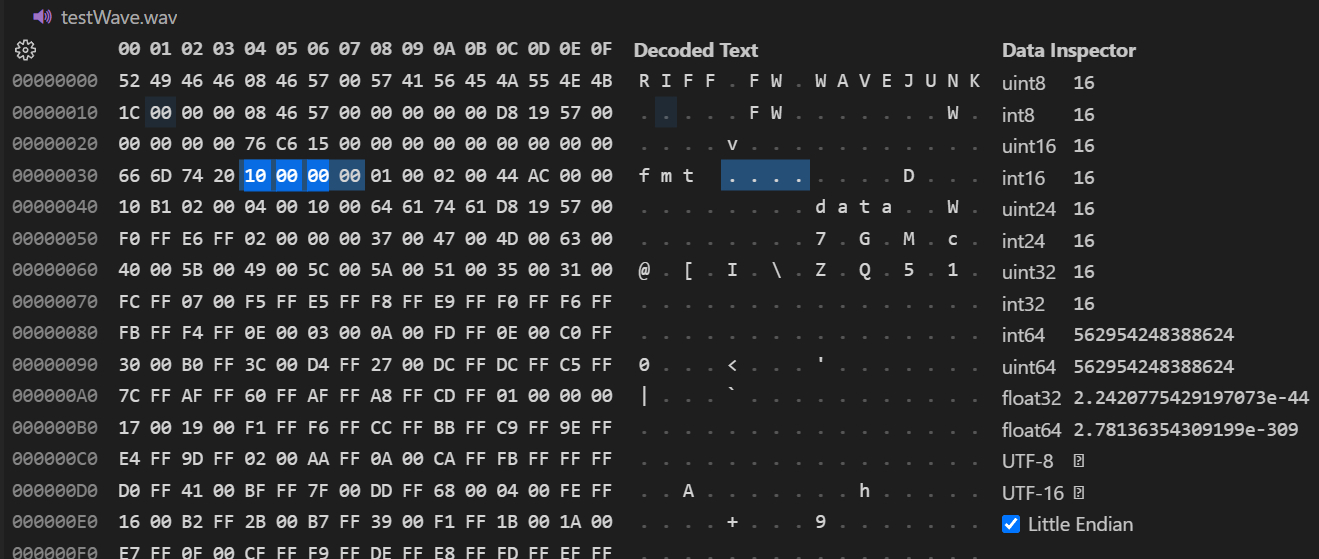 testWave.wav
00 01 02 03 04 05 06 07 08 09 0A 0B 0C 0D 0E 0F Decoded Text Data Inspector
00000000 52 49 46 46 08 46 57 00 57 41 56 45 4A 55 4E 4B R I F F . F W . W A V E J U N K uint8 16
00000010 1C 00 00 00 08 46 57 00 00 00 00 00 D8 19 57 00 . . . . . F W . . . . . . . W . int8 16
00000020 00 00 00 00 76 C6 15 00 00 00 00 00 00 00 00 00 . . . . v . . . . . . . . . . . uint16 16
00000030 66 6D 74 20 10 00 00 00 01 00 02 00 44 AC 00 00 f m t . . . . . . . . D . . . int16 16
00000040 10 B1 02 00 04 00 10 00 64 61 74 61 D8 19 57 00 . . . . . . . . d a t a . . W . uint24 16
00000050 F0 FF E6 FF 02 00 00 00 37 00 47 00 4D 00 63 00 . . . . . . . . 7 . G . M . c . int24 16
00000060 40 00 5B 00 49 00 5C 00 5A 00 51 00 35 00 31 00 @ . [ . I . \ . Z . Q . 5 . 1 . uint32 16
00000070 FC FF 07 00 F5 FF E5 FF F8 FF E9 FF F0 FF F6 FF . . . . . . . . . . . . . . . . int32 16
00000080 FB FF F4 FF 0E 00 03 00 0A 00 FD FF 0E 00 C0 FF . . . . . . . . . . . . . . . . int64 562954248388624
00000090 30 00 B0 FF 3C 00 D4 FF 27 00 DC FF DC FF C5 FF 0 . . . < . . . ' . . . . . . . uint64 562954248388624
000000A0 7C FF AF FF 60 FF AF FF A8 FF CD FF 01 00 00 00 | . . . ` . . . . . . . . . . . float32 2.2420775429197073e-44
000000B0 17 00 19 00 F1 FF F6 FF CC FF BB FF C9 FF 9E FF . . . . . . . . . . . . . . . . float64 2.78136354309199e-309
000000C0 E4 FF 9D FF 02 00 AA FF 0A 00 CA FF FB FF FF FF . . . . . . . . . . . . . . . . UTF-8
000000D0 D0 FF 41 00 BF FF 7F 00 DD FF 68 00 04 00 FE FF . . A . . . . . . . h . . . . . UTF-16
000000E0 16 00 B2 FF 2B 00 B7 FF 39 00 F1 FF 1B 00 1A 00 . . . . + . . . 9 . . . . . . . Little Endian
000000F0 E7 FF 0F 00 CF FF F9 FF DE FF E8 FF FD FF EF FF